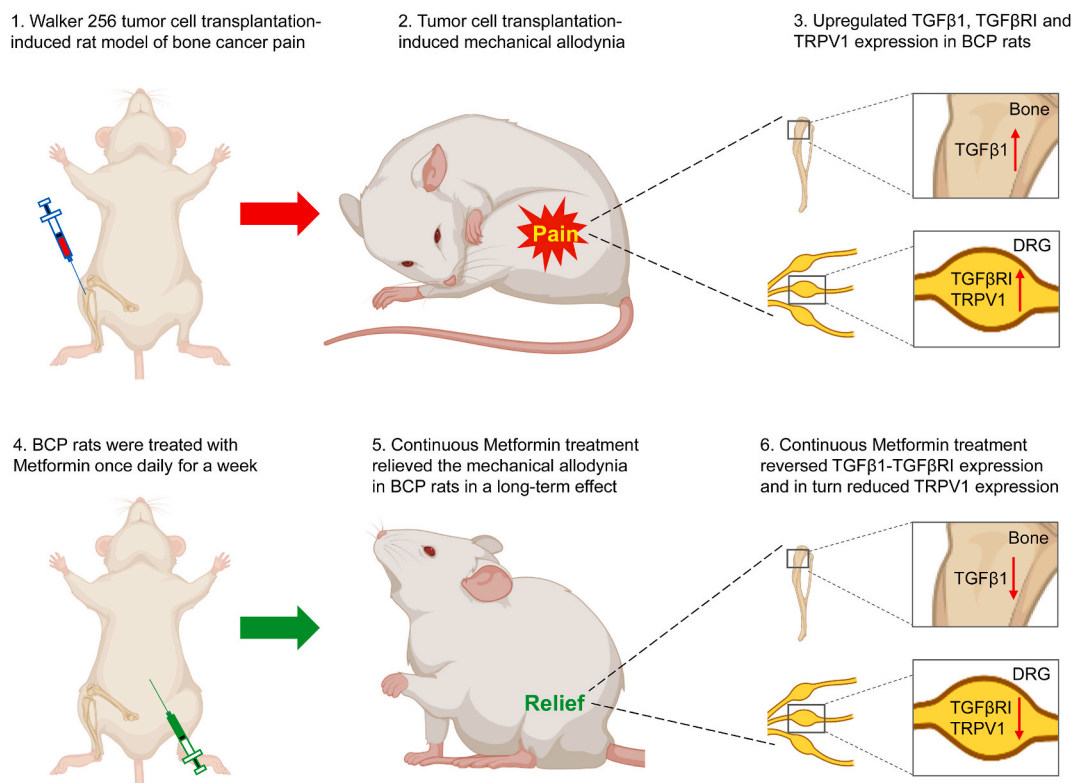 1. Walker 256 tumor cell transplantation-
induced rat model of bone cancer pain
2. Tumor cell transplantation-
induced mechanical allodynia
3. Upregulated TGFβ1, TGFβRI and
TRPV1 expression in BCP rats
Pain
Bone
TGFβ1
DRG
TGFβRI
TRPV1
4. BCP rats were treated with
Metformin once daily for a week
5. Continuous Metformin treatment
relieved the mechanical allodynia
in BCP rats in a long-term effect
6. Continuous Metformin treatment
reversed TGFβ1-TGFβRI expression
and in turn reduced TRPV1 expression
Relief
Bone
TGFβ1
DRG
TGFβRI
TRPV1